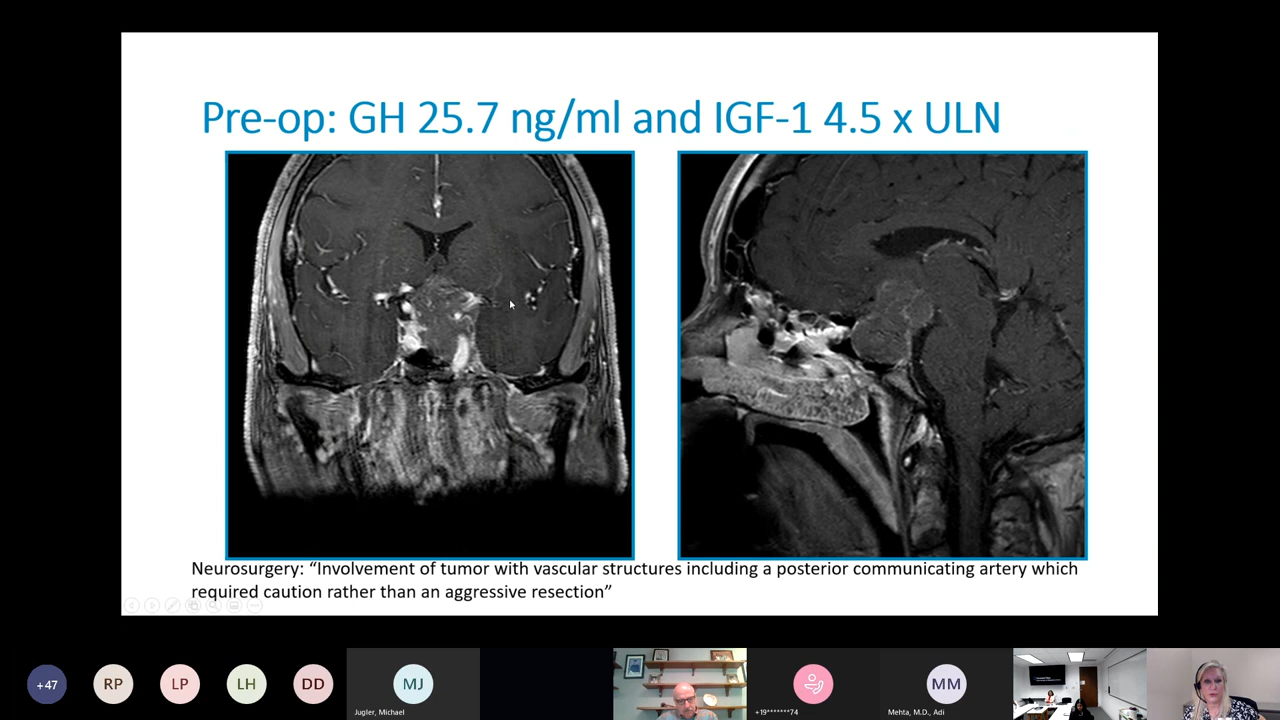 Pre-op: GH 25.7 ng/ml and IGF-1 4.5 x ULN
Neurosurgery: “Involvement of tumor with vascular structures including a posterior communicating artery which
required caution rather than an aggressive resection”
+47
RP
LP
LH
DD
MJ
MM
Jugler, Michael
+19*******74
Mehta, M.D., Adi